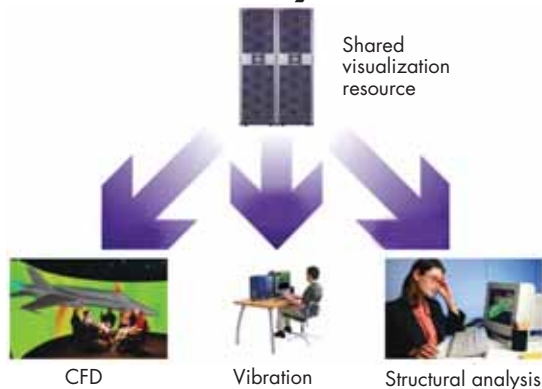 Shared
visualization
resource
CFD
Vibration
Structural analysis